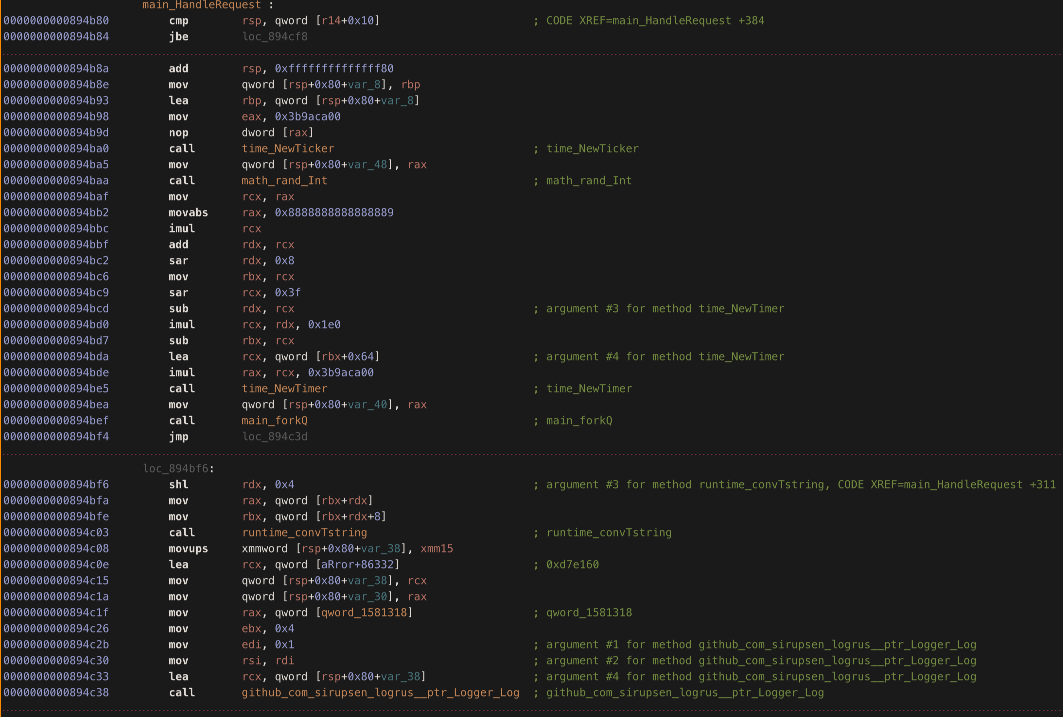 main_HandleRequest :
0000000000894b80 cmp rsp, qword [r14+0x10] ; CODE XREF=main_HandleRequest +384
0000000000894b84 jbe loc_894cf8
0000000000894b8a add rsp, 0xffffffffffffff80
0000000000894b8e mov qword [rsp+0x80+var_8], rbp
0000000000894b93 lea rbp, qword [rsp+0x80+var_8]
0000000000894b98 mov eax, 0x3b9aca00
0000000000894b9d nop dword [rax]
0000000000894ba0 call time_NewTicker ; time_NewTicker
0000000000894ba5 mov qword [rsp+0x80+var_48], rax
0000000000894baa call math_rand_Int ; math_rand_Int
0000000000894baf mov rcx, rax
0000000000894bb2 movabs rax, 0x8888888888888889
0000000000894bbc imul rcx
0000000000894bbf add rdx, rcx
0000000000894bc2 sar rdx, 0x8
0000000000894bc6 mov rbx, rcx
0000000000894bc9 sar rcx, 0x3f
0000000000894bcd sub rdx, rcx ; argument #3 for method time_NewTimer
0000000000894bd0 imul rcx, rdx, 0x1e0
0000000000894bd7 sub rbx, rcx
0000000000894bda lea rcx, qword [rbx+0x64] ; argument #4 for method time_NewTimer
0000000000894bde imul rax, rcx, 0x3b9aca00
0000000000894be5 call time_NewTimer ; time_NewTimer
0000000000894bea mov qword [rsp+0x80+var_40], rax
0000000000894bef call main_forkQ ; main_forkQ
0000000000894bf4 jmp loc_894c3d
loc_894bf6:
0000000000894bf6 shl rdx, 0x4 ; argument #3 for method runtime_convTstring, CODE XREF=main_HandleRequest +311
0000000000894bfa mov rax, qword [rbx+rdx]
0000000000894bfe mov rbx, qword [rbx+rdx+8]
0000000000894c03 call runtime_convTstring ; runtime_convTstring
0000000000894c08 movups xmmword [rsp+0x80+var_38], xmm15
0000000000894c0e lea rcx, qword [aRror+86332] ; 0xd7e160
0000000000894c15 mov qword [rsp+0x80+var_38], rcx
0000000000894c1a mov qword [rsp+0x80+var_30], rax
0000000000894c1f mov rax, qword [qword_1581318] ; qword_1581318
0000000000894c26 mov ebx, 0x4
0000000000894c2b mov edi, 0x1 ; argument #1 for method github_com_sirupsen_logrus__ptr_Logger_Log
0000000000894c30 mov rsi, rdi ; argument #2 for method github_com_sirupsen_logrus__ptr_Logger_Log
0000000000894c33 lea rcx, qword [rsp+0x80+var_38] ; argument #4 for method github_com_sirupsen_logrus__ptr_Logger_Log
0000000000894c38 call github_com_sirupsen_logrus__ptr_Logger_Log ; github_com_sirupsen_logrus__ptr_Logger_Log